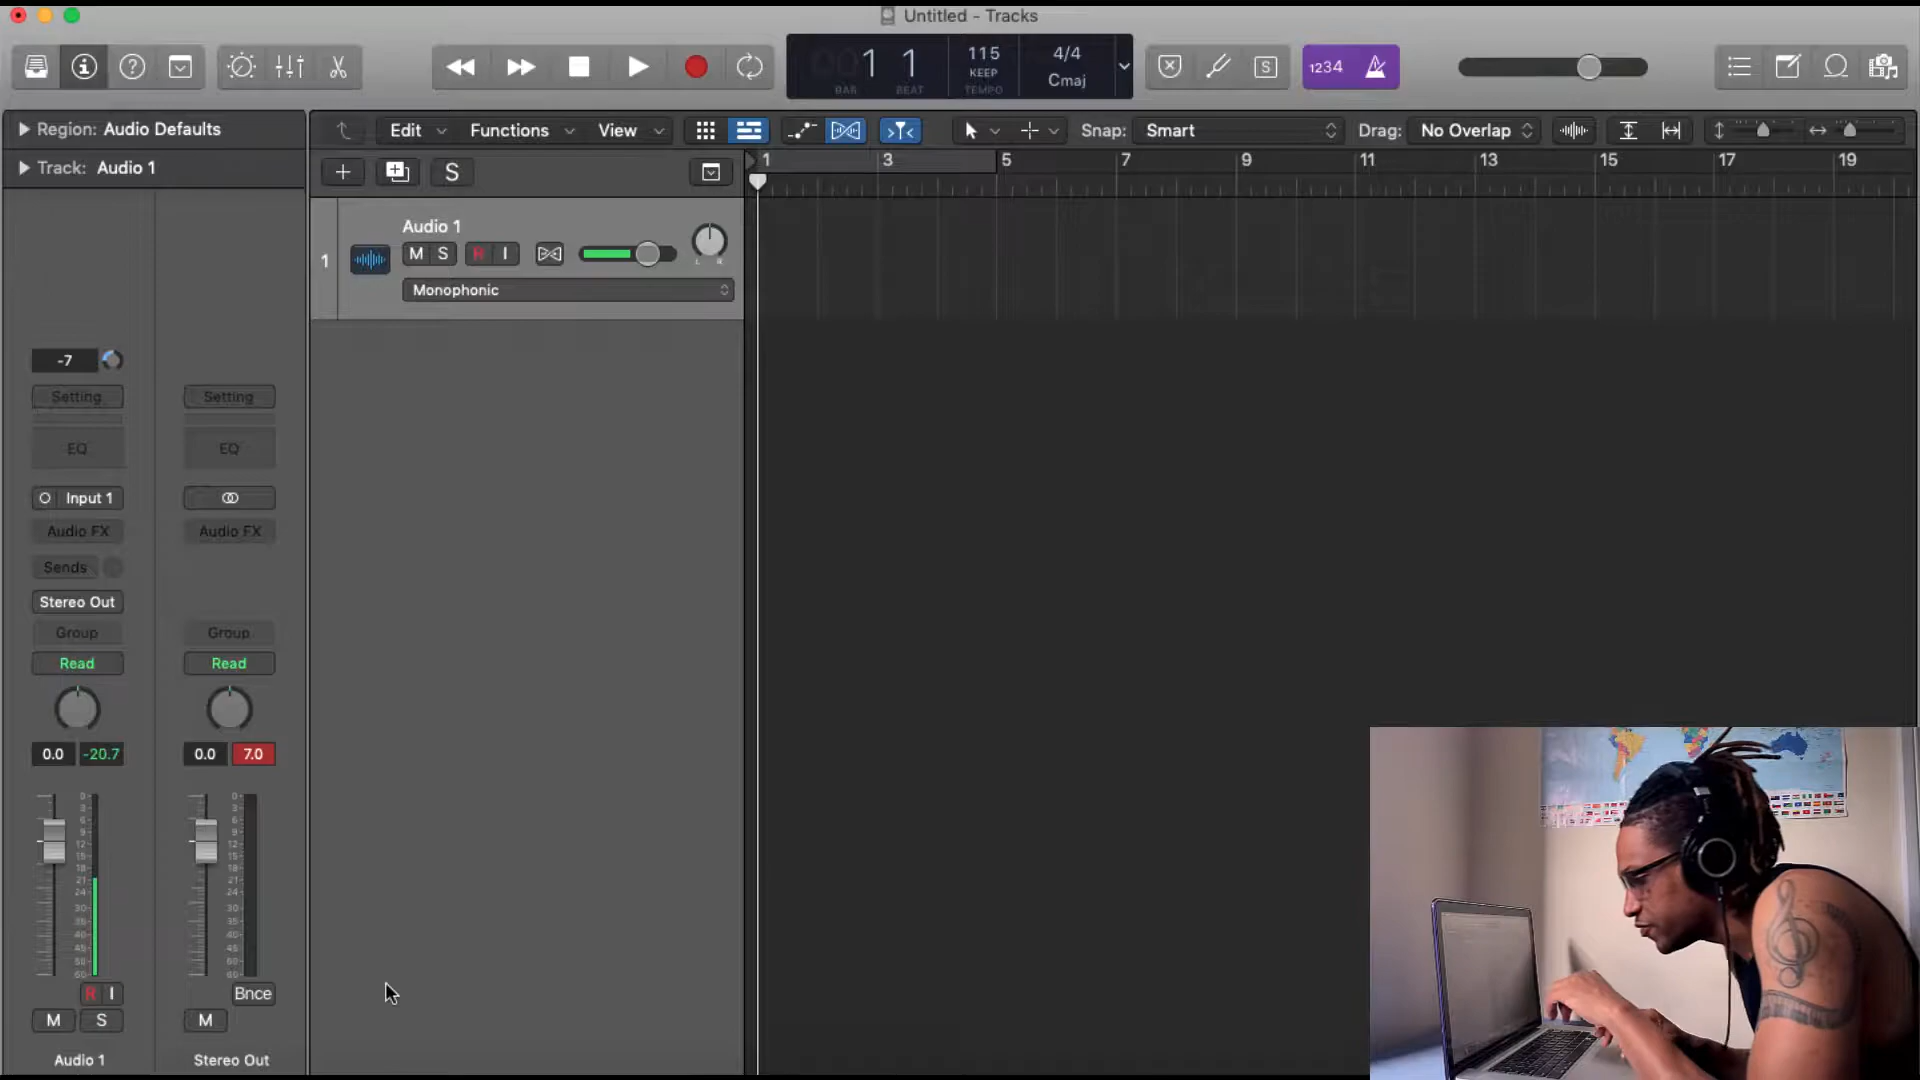 Untitled - Tracks
1 1
BAR BEAT
115
KEEP
TEMPO
4/4
Cmaj
S
1234
Region: Audio Defaults
Edit Functions View
Snap: Smart
Drag: No Overlap
Track: Audio 1
S
1 3 5 7 9 11 13 15 17 19
1
Audio 1
M S R I
L R
Monophonic
-7
Setting Setting
EQ EQ
Input 1
Audio FX Audio FX
Sends
Stereo Out
Group Group
Read Read
0.0 -20.7 0.0 7.0
R I Bnce
M S M
Audio 1 Stereo Out